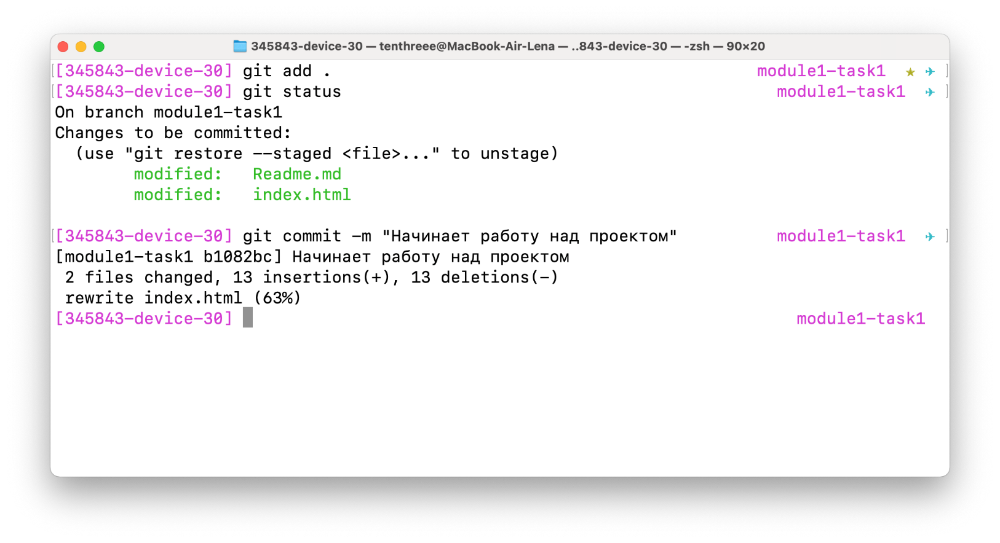 345843-device-30 — tenthreee@MacBook-Air-Lena — ..843-device-30 — -zsh — 90×20
[[345843-device-30] git add . module1-task1 ★ ✈ ]
[[345843-device-30] git status module1-task1 ✈ ]
On branch module1-task1
Changes to be committed:
(use "git restore --staged <file>..." to unstage)
modified: Readme.md
modified: index.html
[[345843-device-30] git commit -m "Начинает работу над проектом" module1-task1 ✈ ]
[module1-task1 b1082bc] Начинает работу над проектом
2 files changed, 13 insertions(+), 13 deletions(-)
rewrite index.html (63%)
[345843-device-30] module1-task1